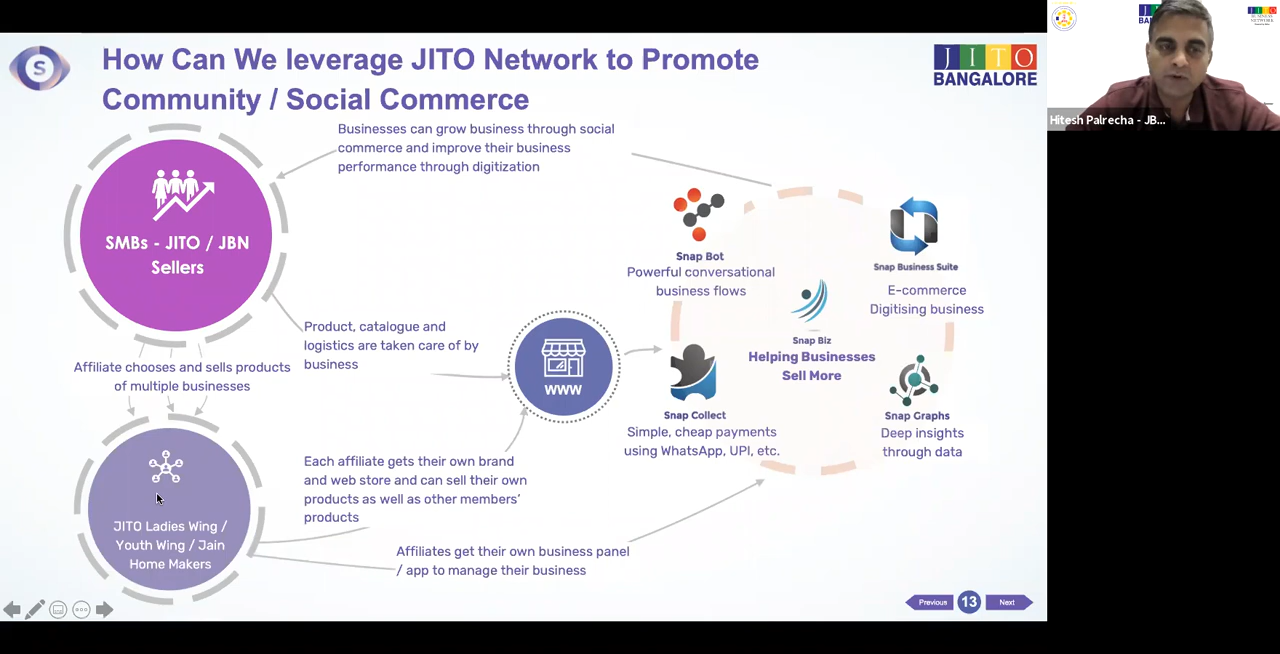 How Can We leverage JITO Network to Promote
Community / Social Commerce
S
JITO
BANGALORE
Hitesh Palrecha - JB...
Businesses can grow business through social
commerce and improve their business
performance through digitization
SMBs - JITO / JBN
Sellers
Snap Bot
Powerful conversational
business flows
Snap Business Suite
E-commerce
Digitising business
Snap Biz
Helping Businesses
Sell More
Product, catalogue and
logistics are taken care of by
business
www
Affiliate chooses and sells products
of multiple businesses
Snap Collect
Simple, cheap payments
using WhatsApp, UPI, etc.
Snap Graphs
Deep insights
through data
Each affiliate gets their own brand
and web store and can sell their own
products as well as other members'
products
JITO Ladies Wing /
Youth Wing / Jain
Home Makers
Affiliates get their own business panel
/ app to manage their business
Previous
13
Next